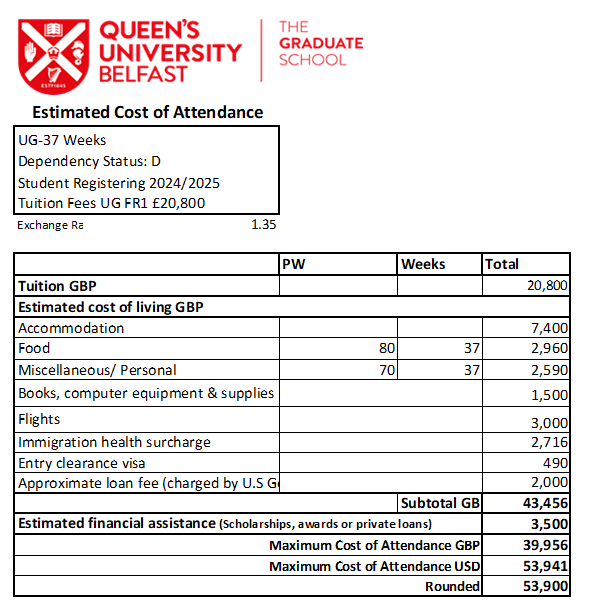 QUEEN'S
UNIVERSITY
BELFAST
THE
GRADUATE
SCHOOL
ESTD1845
Estimated Cost of Attendance
UG-37 Weeks
Dependency Status: D
Student Registering 2024/2025
Tuition Fees UG FR1 £20,800
Exchange Ra 1.35
PW Weeks Total
Tuition GBP 20,800
Estimated cost of living GBP
Accommodation 7,400
Food 80 37 2,960
Miscellaneous/ Personal 70 37 2,590
Books, computer equipment & supplies 1,500
Flights 3,000
Immigration health surcharge 2,716
Entry clearance visa 490
Approximate loan fee (charged by U.S G 2,000
Subtotal GB 43,456
Estimated financial assistance (Scholarships, awards or private loans) 3,500
Maximum Cost of Attendance GBP 39,956
Maximum Cost of Attendance USD 53,941
Rounded 53,900